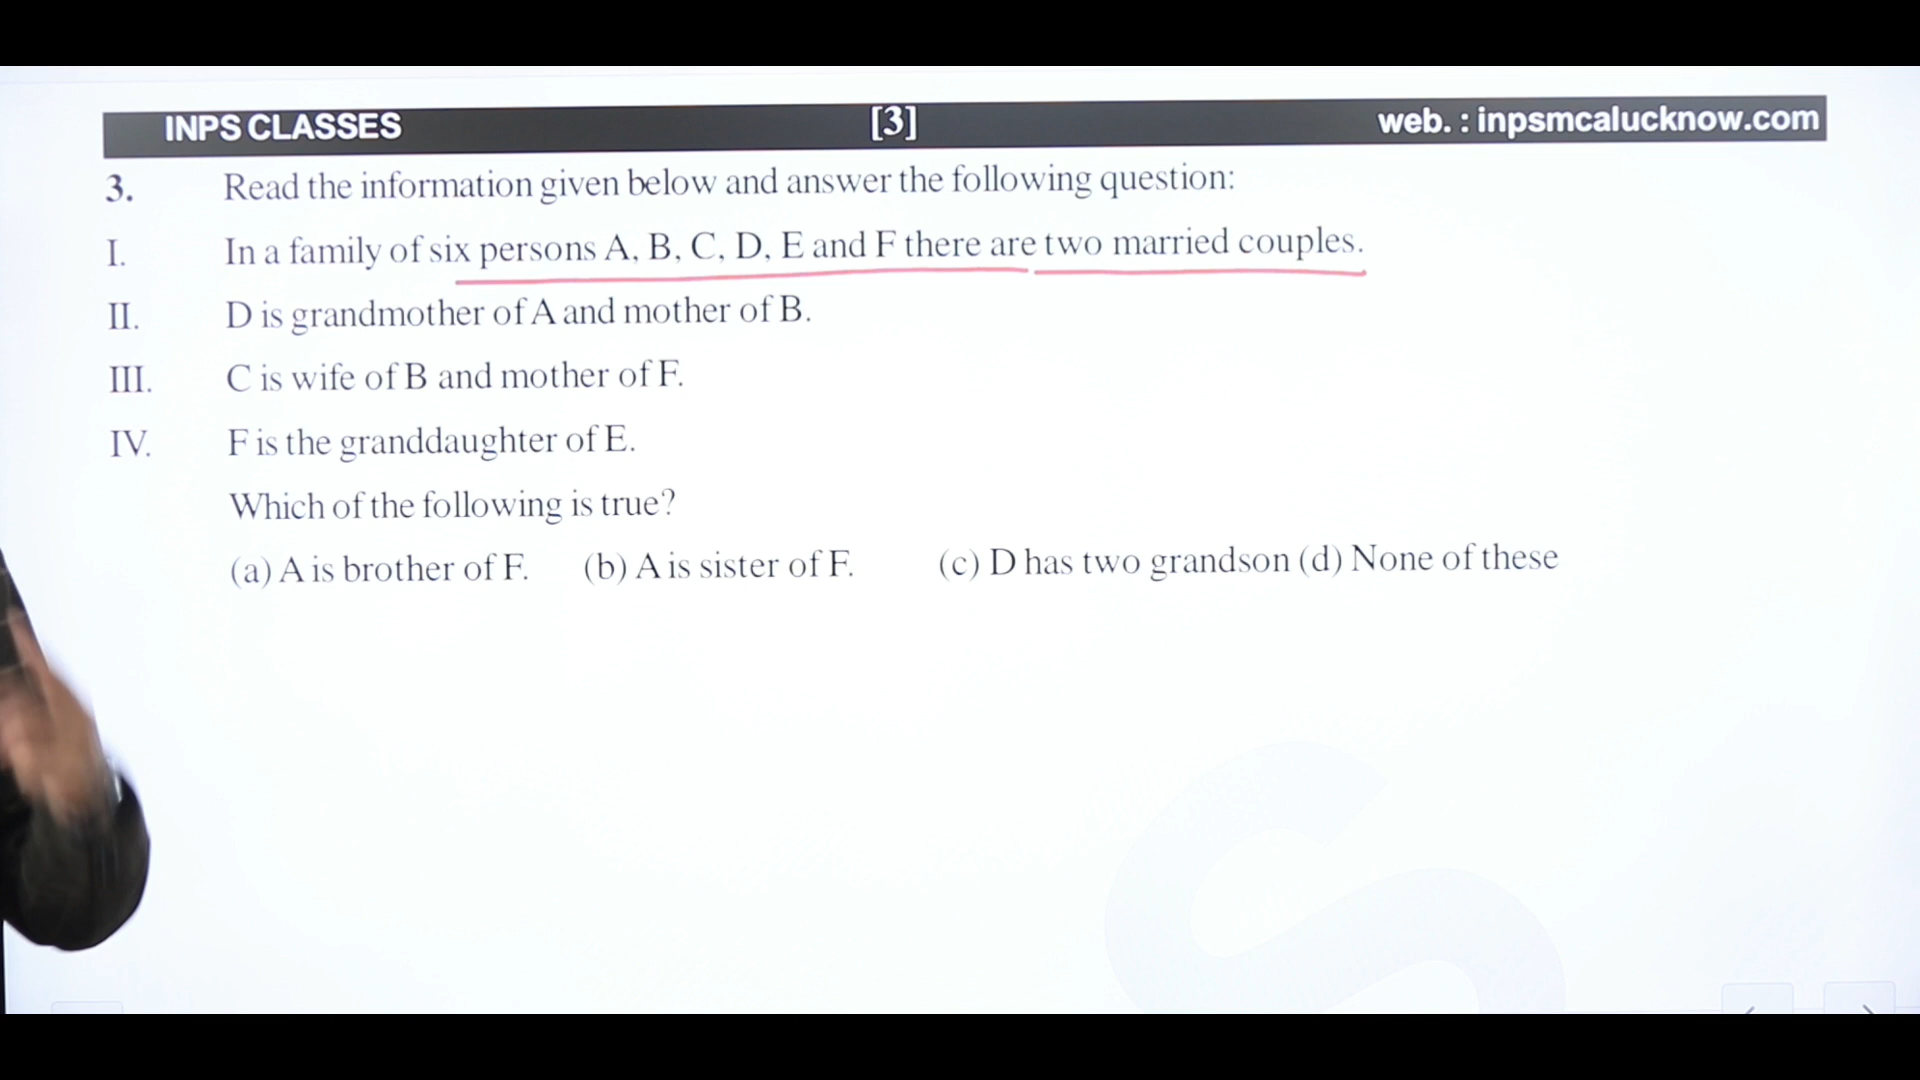 INPS CLASSES [3] web. : inpsmcalucknow.com
3. Read the information given below and answer the following question:
I. In a family of six persons A, B, C, D, E and F there are two married couples.
II. D is grandmother of A and mother of B.
III. C is wife of B and mother of F.
IV. F is the granddaughter of E.
Which of the following is true?
(a) A is brother of F. (b) A is sister of F. (c) D has two grandson (d) None of these